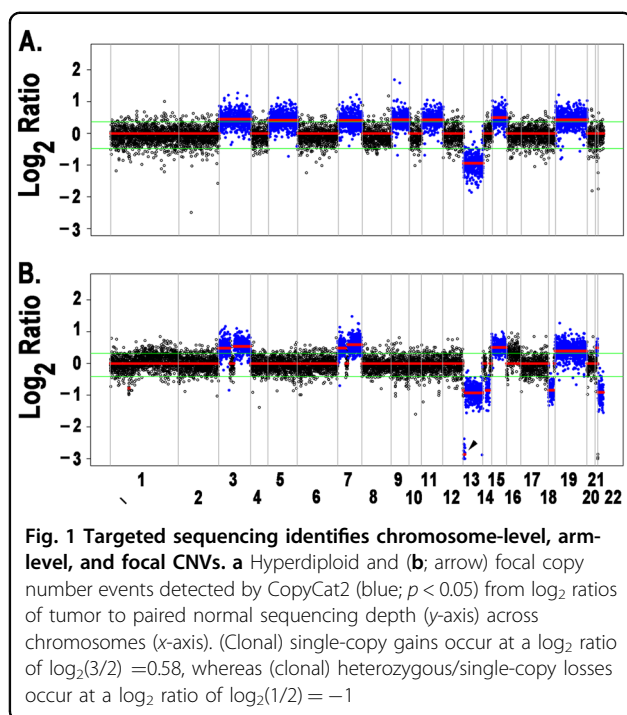 A.
Log2 Ratio
2
1
0
−1
−2
−3
B.
Log2 Ratio
2
1
0
−1
−2
−3
1 3 5 7 9 11 13 15 17 19 21
2 4 6 8 10 12 14 16 18 20 22
Fig. 1 Targeted sequencing identifies chromosome-level, arm-
level, and focal CNVs. a Hyperdiploid and (b; arrow) focal copy
number events detected by CopyCat2 (blue; p < 0.05) from log2 ratios
of tumor to paired normal sequencing depth (y-axis) across
chromosomes (x-axis). (Clonal) single-copy gains occur at a log2 ratio
of log2(3/2) =0.58, whereas (clonal) heterozygous/single-copy losses
occur at a log2 ratio of log2(1/2) = −1